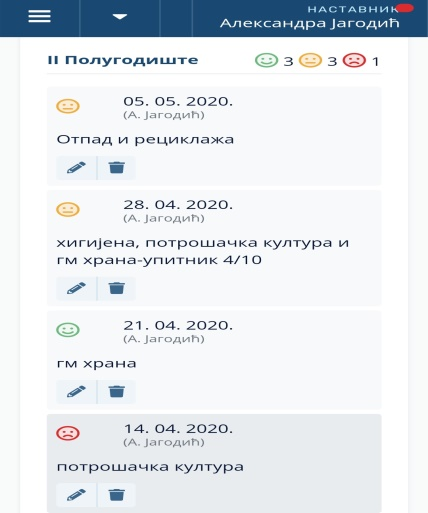 НАСТАВНИК
Александра Јагодић
II Полугодиште 3 3 1
05. 05. 2020.
(А. Јагодић)
Отпад и рециклажа
28. 04. 2020.
(А. Јагодић)
хигијена, потрошачка култура и
гм храна-упитник 4/10
21. 04. 2020.
(А. Јагодић)
гм храна
14. 04. 2020.
(А. Јагодић)
потрошачка култура